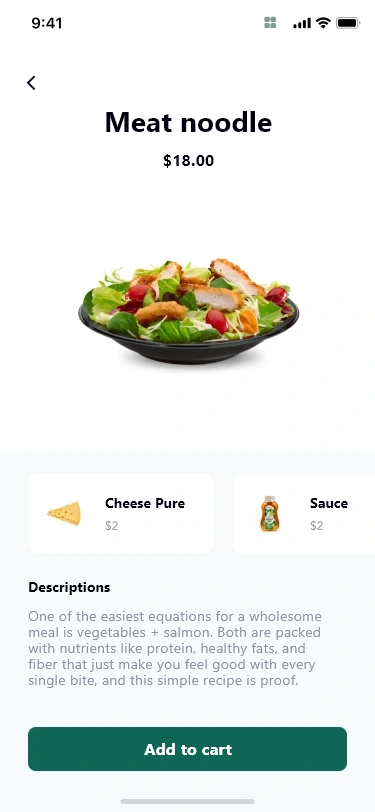 9:41
Meat noodle
$18.00
Cheese Pure
$2
Sauce
$2
Descriptions
One of the easiest equations for a wholesome
meal is vegetables + salmon. Both are packed
with nutrients like protein, healthy fats, and
fiber that just make you feel good with every
single bite, and this simple recipe is proof.
Add to cart